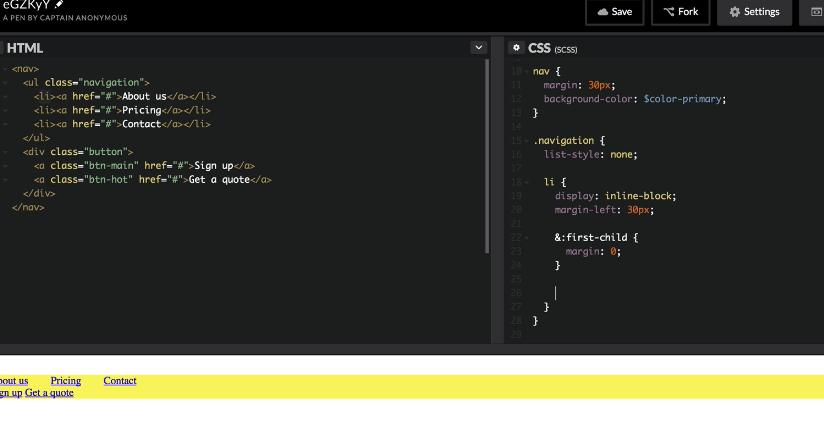 eGZKyY
A PEN BY CAPTAIN ANONYMOUS
Save
Fork
Settings
HTML
<nav>
<ul class="navigation">
<li><a href="#">About us</a></li>
<li><a href="#">Pricing</a></li>
<li><a href="#">Contact</a></li>
</ul>
<div class="button">
<a class="btn-main" href="#">Sign up</a>
<a class="btn-hot" href="#">Get a quote</a>
</div>
</nav>
CSS (SCSS)
10 nav {
11 margin: 30px;
12 background-color: $color-primary;
13 }
14
15 .navigation {
16 list-style: none;
17
18 li {
19 display: inline-block;
20 margin-left: 30px;
21
22 &:first-child {
23 margin: 0;
24 }
25
26
27 }
28 }
29
bout us Pricing Contact
gn up Get a quote